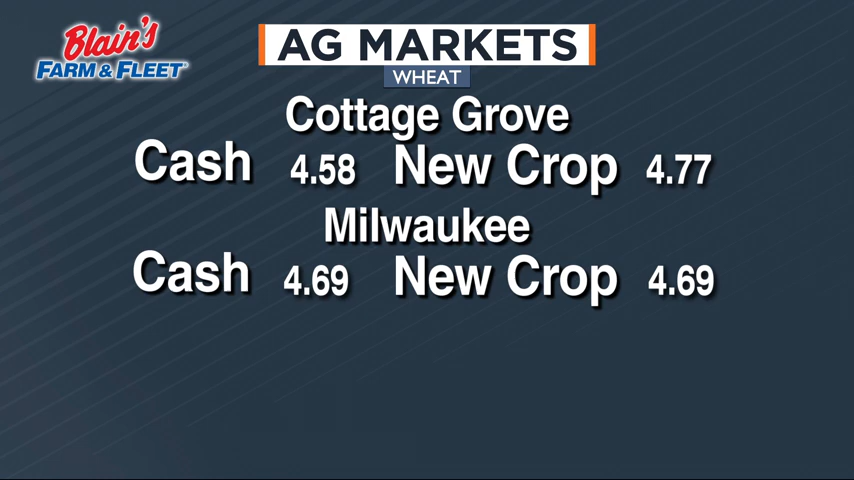 Blain's
FARM & FLEET
AG MARKETS
WHEAT
Cottage Grove
Cash 4.58 New Crop 4.77
Milwaukee
Cash 4.69 New Crop 4.69